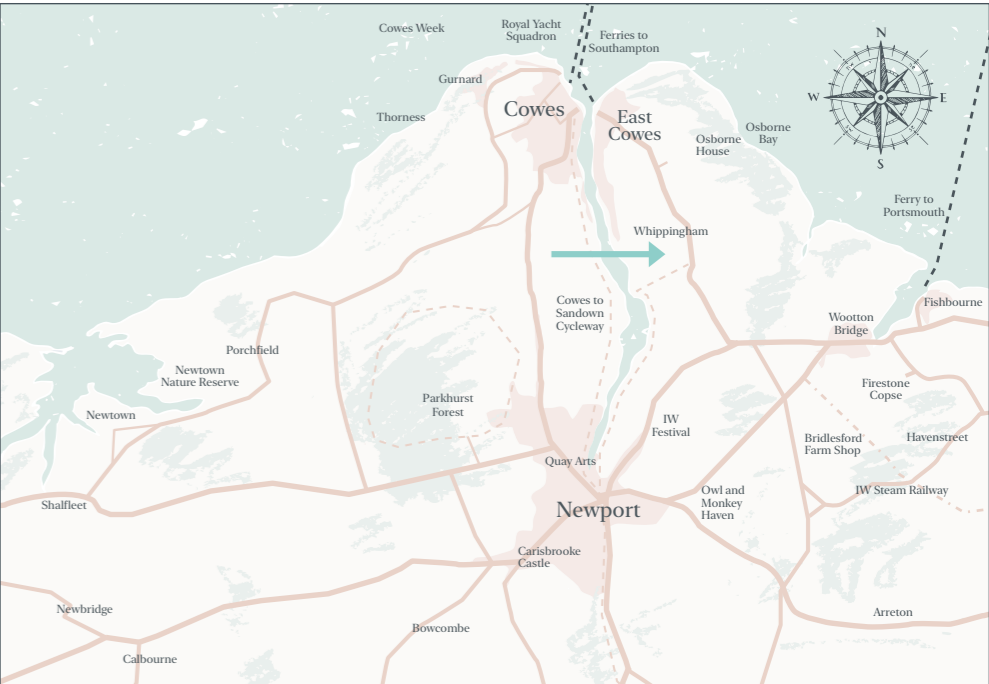 Cowes Week
Royal Yacht
Squadron
Ferries to
Southampton
N
Gurnard
W
E
Cowes
Thorness
East
Cowes
Osborne
Bay
Osborne
House
S
Ferry to
Portsmouth
Whippingham
Cowes to
Sandown
Cycleway
Fishbourne
Wootton
Bridge
Porchfield
Newtown
Nature Reserve
Firestone
Copse
Parkhurst
Forest
Newtown
IW
Festival
Bridlesford
Farm Shop
Havenstreet
Quay Arts
Shalfleet
Owl and
Monkey
Haven
IW Steam Railway
Newport
Carisbrooke
Castle
Newbridge
Arreton
Bowcombe
Calbourne